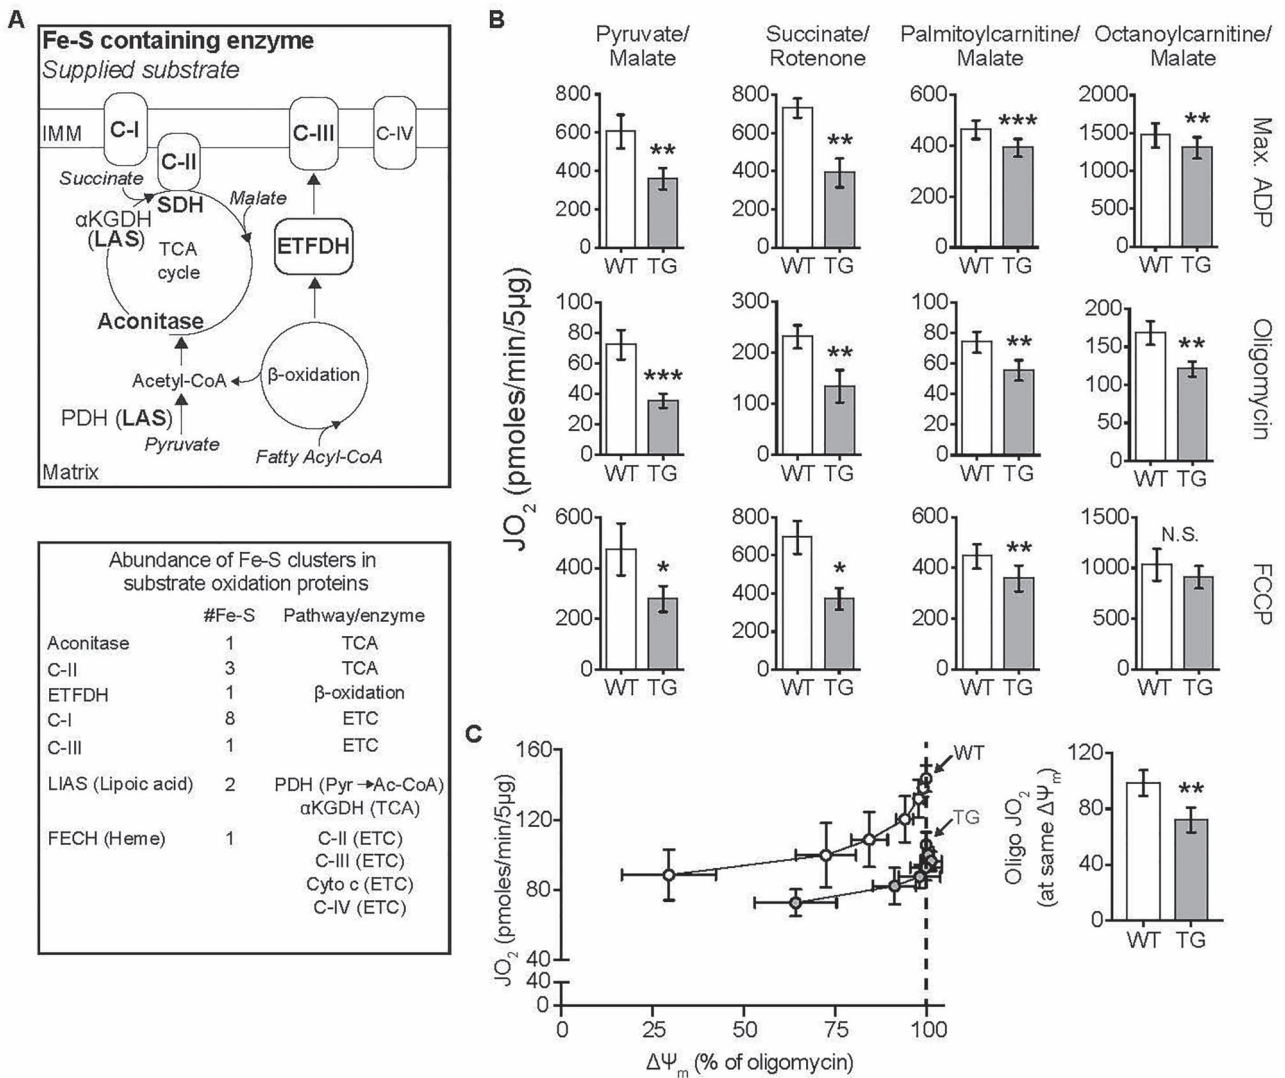 A
Fe-S containing enzyme
Supplied substrate
IMM
C-I
C-II
C-III
C-IV
Succinate
SDH
Malate
αKGDH
(LAS)
TCA
cycle
ETFDH
Aconitase
Acetyl-CoA
β-oxidation
PDH (LAS)
Pyruvate
Fatty Acyl-CoA
Matrix
Abundance of Fe-S clusters in
substrate oxidation proteins
#Fe-S Pathway/enzyme
Aconitase 1 TCA
C-II 3 TCA
ETFDH 1 β-oxidation
C-I 8 ETC
C-III 1 ETC
LIAS (Lipoic acid) 2 PDH (Pyr →Ac-CoA)
αKGDH (TCA)
FECH (Heme) 1 C-II (ETC)
C-III (ETC)
Cyto c (ETC)
C-IV (ETC)
B
JO2 (pmoles/min/5µg)
Pyruvate/
Malate
Succinate/
Rotenone
Palmitoylcarnitine/
Malate
Octanoylcarnitine/
Malate
800
600
400
200
0
**
WT TG
800
600
400
200
0
**
WT TG
600
400
200
0
***
WT TG
2000
1500
1000
500
0
**
WT TG
Max. ADP
100
80
60
40
20
0
***
WT TG
300
200
100
0
**
WT TG
100
80
60
40
20
0
**
WT TG
200
150
100
50
0
**
WT TG
Oligomycin
600
400
200
0
*
WT TG
800
600
400
200
0
*
WT TG
600
400
200
0
**
WT TG
1500
1000
500
0
N.S.
WT TG
FCCP
C
JO2 (pmoles/min/5µg)
160
120
80
40
40
0
WT
TG
0 25 50 75 100
ΔΨm (% of oligomycin)
Oligo JO2
(at same ΔΨm)
120
80
40
0
**
WT TG